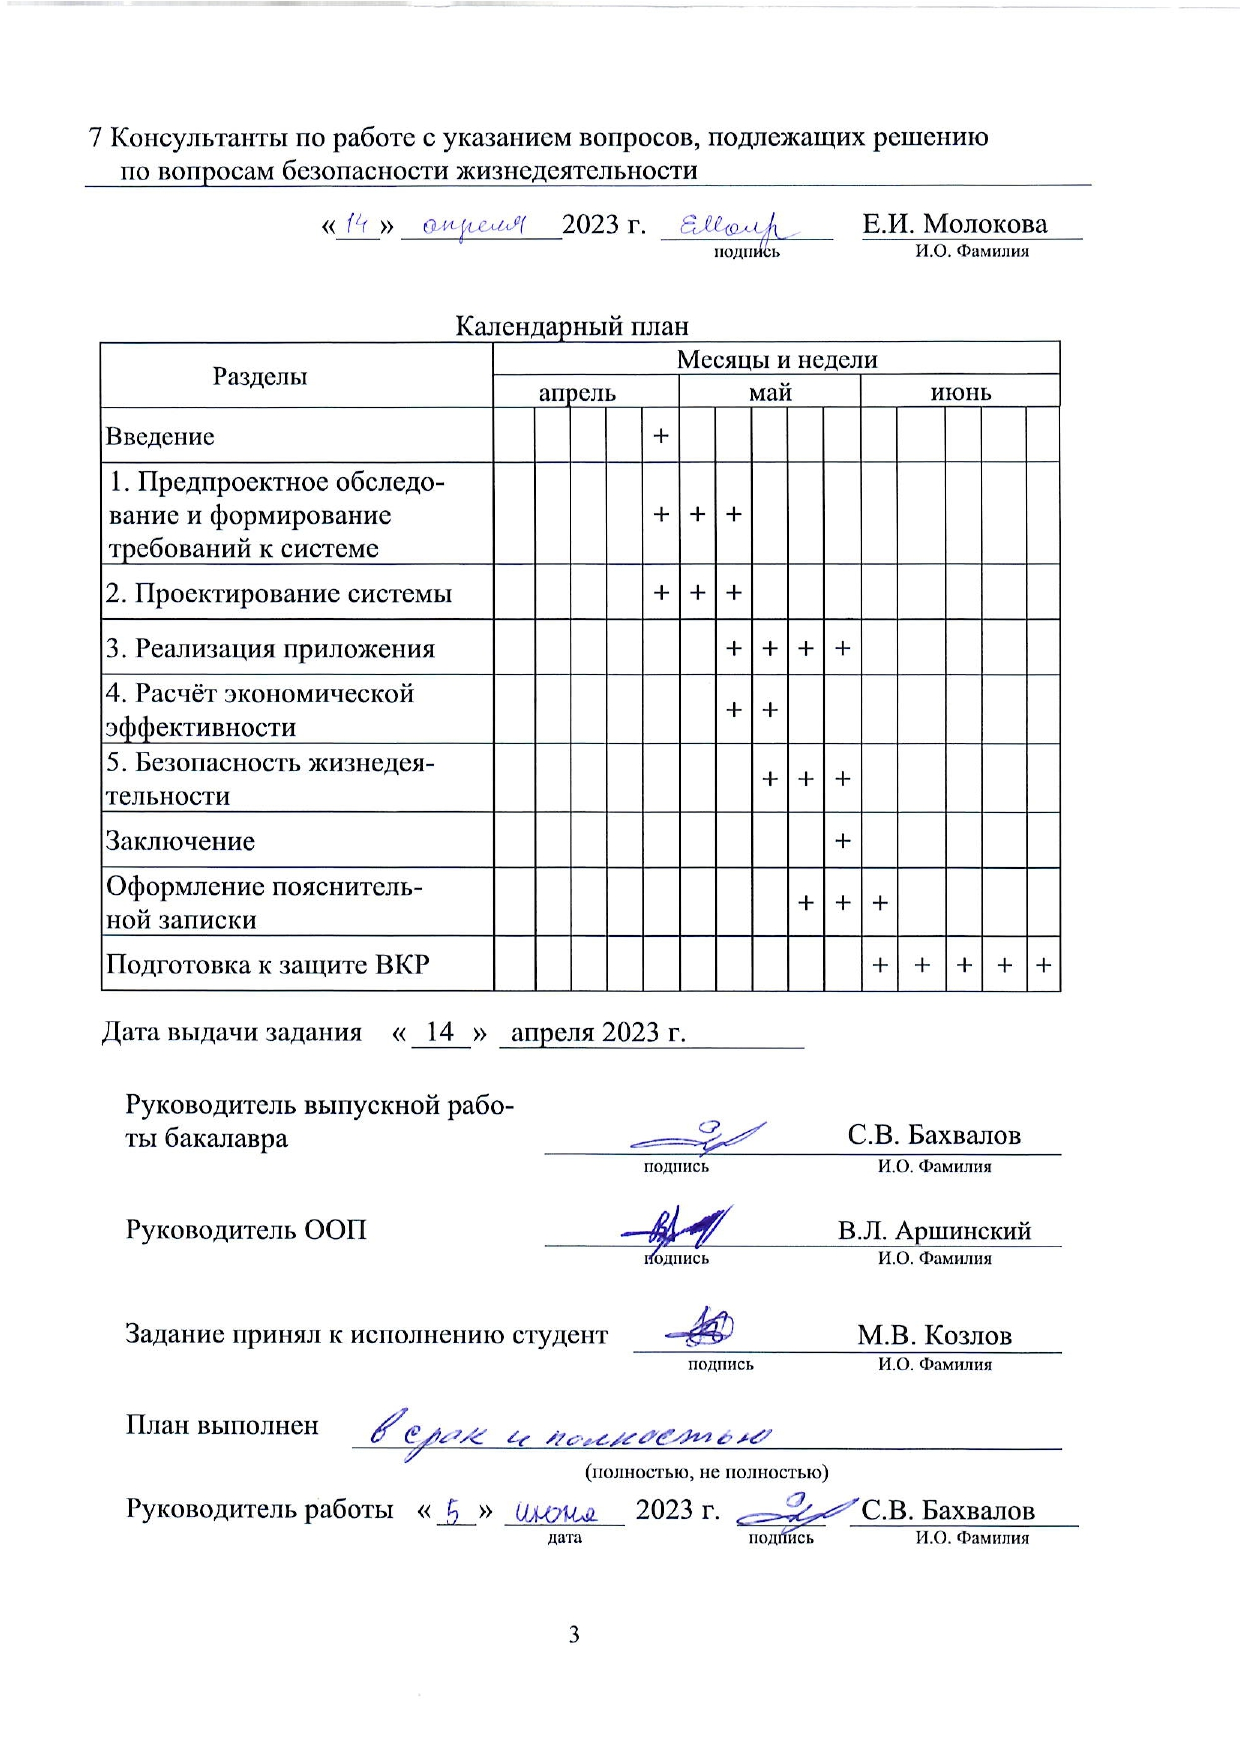 7 Консультанты по работе с указанием вопросов, подлежащих решению
по вопросам безопасности жизнедеятельности
« 14 » апреля 2023 г. Е.И. Молокова
подпись И.О. Фамилия
Календарный план
Разделы Месяцы и недели
апрель май июнь
Введение +
1. Предпроектное обследо-
вание и формирование + + +
требований к системе
2. Проектирование системы + + +
3. Реализация приложения + + + +
4. Расчёт экономической + +
эффективности
5. Безопасность жизнедея- + + +
тельности
Заключение +
Оформление пояснитель- + + +
ной записки
Подготовка к защите ВКР + + + + +
Дата выдачи задания « 14 » апреля 2023 г.
Руководитель выпускной рабо-
ты бакалавра С.В. Бахвалов
подпись И.О. Фамилия
Руководитель ООП В.Л. Аршинский
подпись И.О. Фамилия
Задание принял к исполнению студент М.В. Козлов
подпись И.О. Фамилия
План выполнен в срок и полностью
(полностью, не полностью)
Руководитель работы « 5 » июня 2023 г. С.В. Бахвалов
дата подпись И.О. Фамилия
3